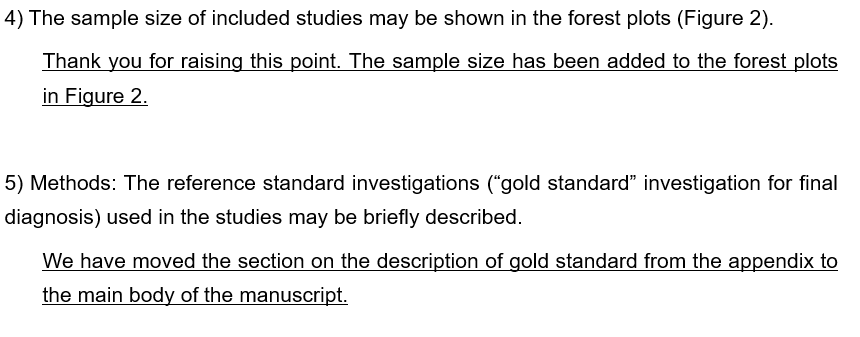 4) The sample size of included studies may be shown in the forest plots (Figure 2).
Thank you for raising this point. The sample size has been added to the forest plots
in Figure 2.
5) Methods: The reference standard investigations (“gold standard” investigation for final
diagnosis) used in the studies may be briefly described.
We have moved the section on the description of gold standard from the appendix to
the main body of the manuscript.